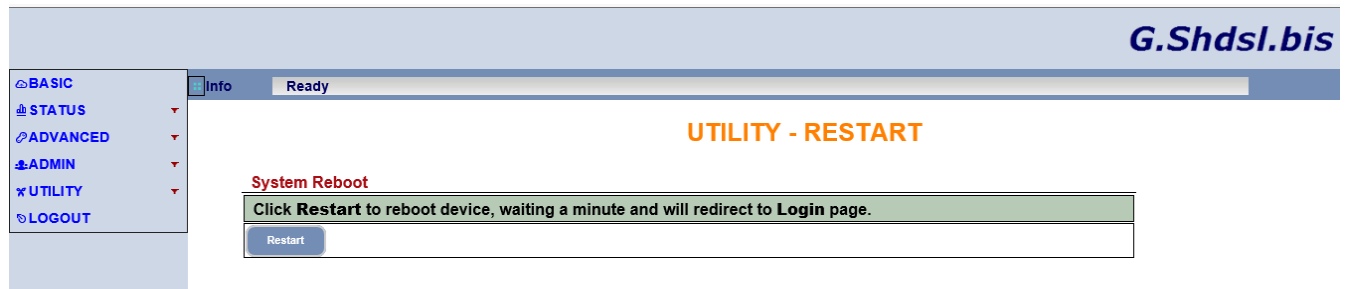 G.Shdsl.bis
BASIC
STATUS
ADVANCED
ADMIN
UTILITY
LOGOUT
Info Ready
UTILITY - RESTART
System Reboot
Click Restart to reboot device, waiting a minute and will redirect to Login page.
Restart